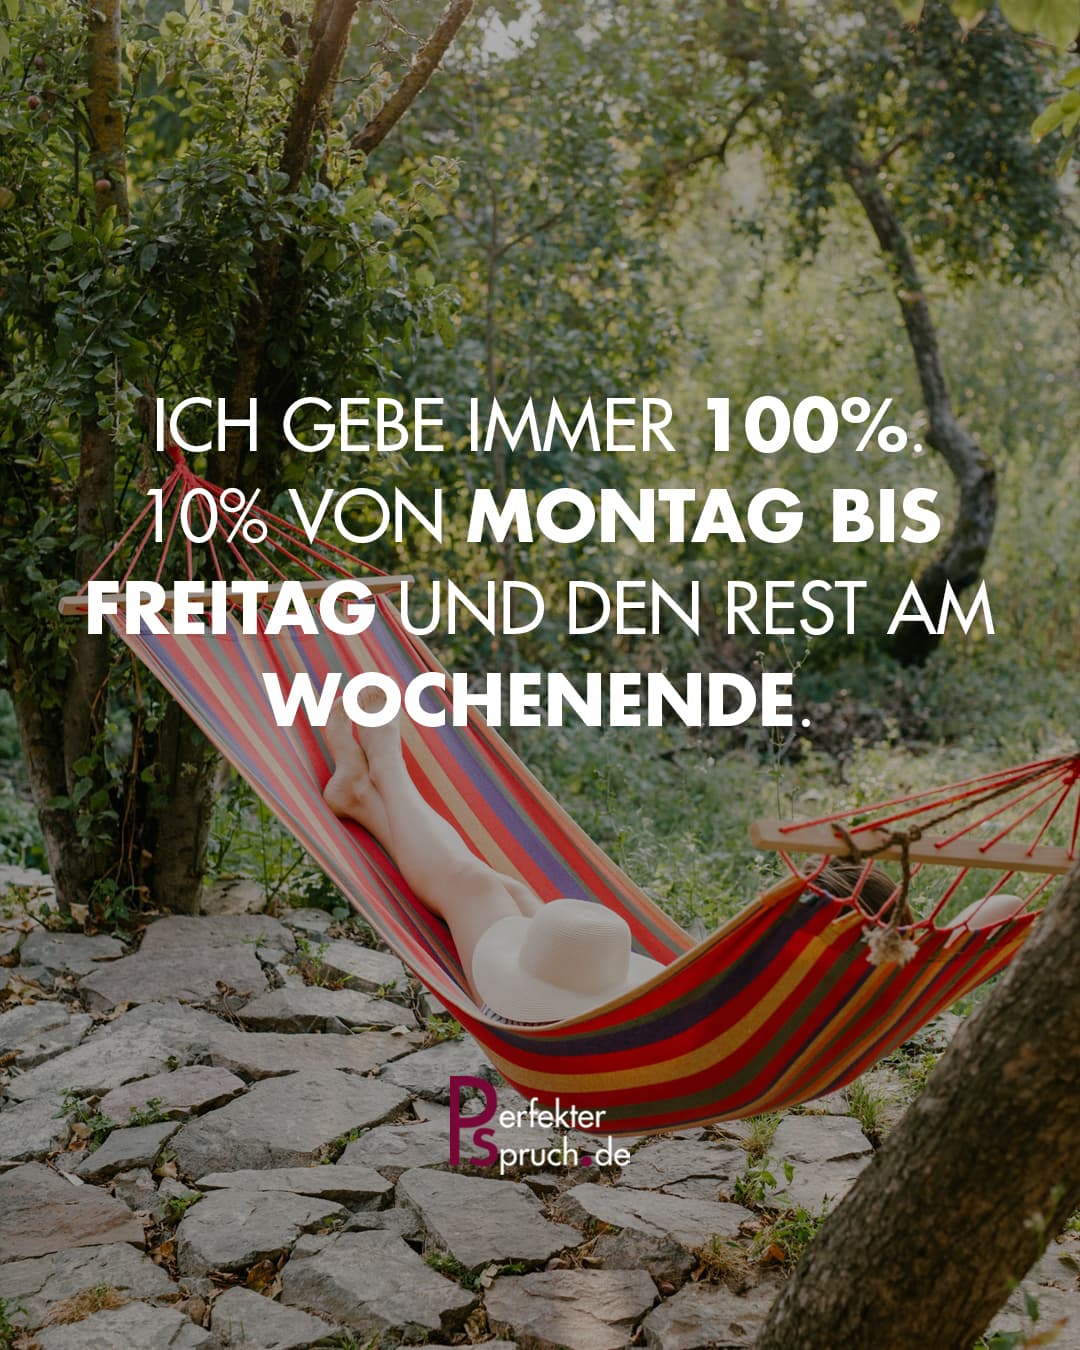 ICH GEBE IMMER 100%.
10% VON MONTAG BIS
FREITAG UND DEN REST AM
WOCHENENDE.
Perfekter
Spruch.de